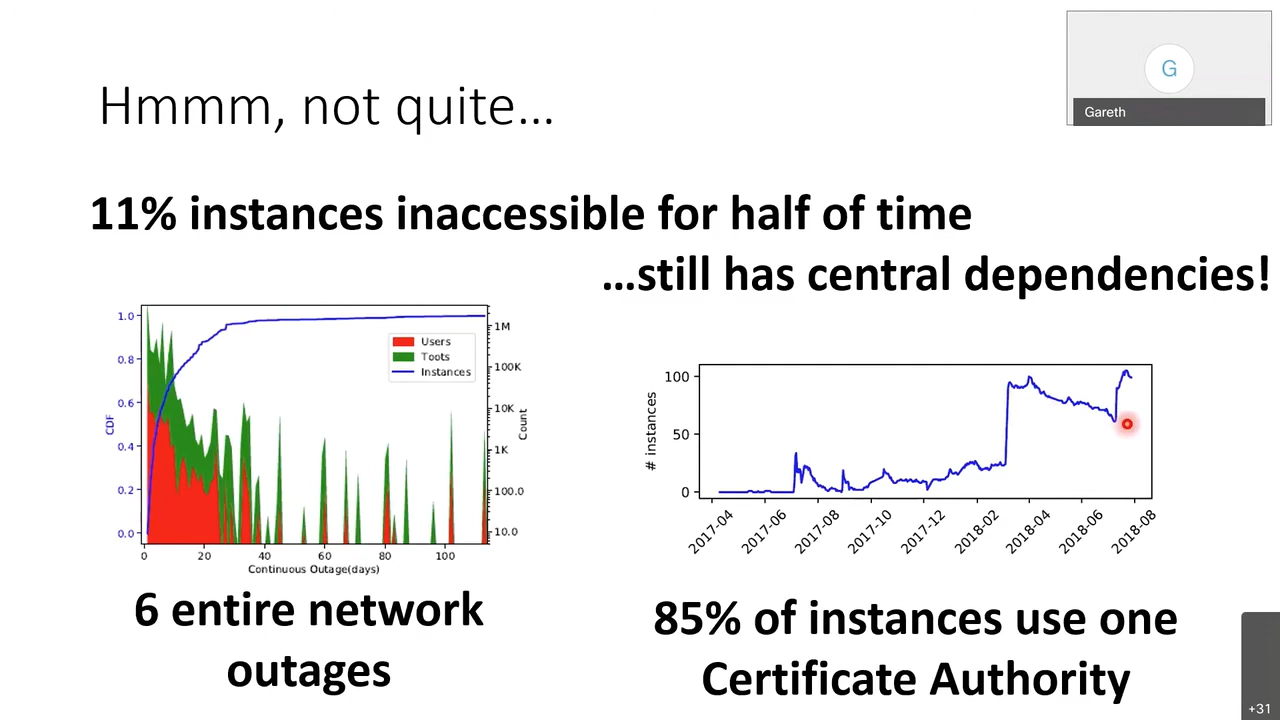 G
Gareth
Hmmm, not quite…
11% instances inaccessible for half of time
…still has central dependencies!
1.0
0.8
0.6
0.4
0.2
0.0
CDF
Users
Toots
Instances
1M
100K
10K
1K
100.0
10.0
Count
0 20 40 60 80 100
Continuous Outage(days)
100
50
0
# instances
2017-04 2017-06 2017-08 2017-10 2017-12 2018-02 2018-04 2018-06 2018-08
6 entire network
outages
85% of instances use one
Certificate Authority
+31